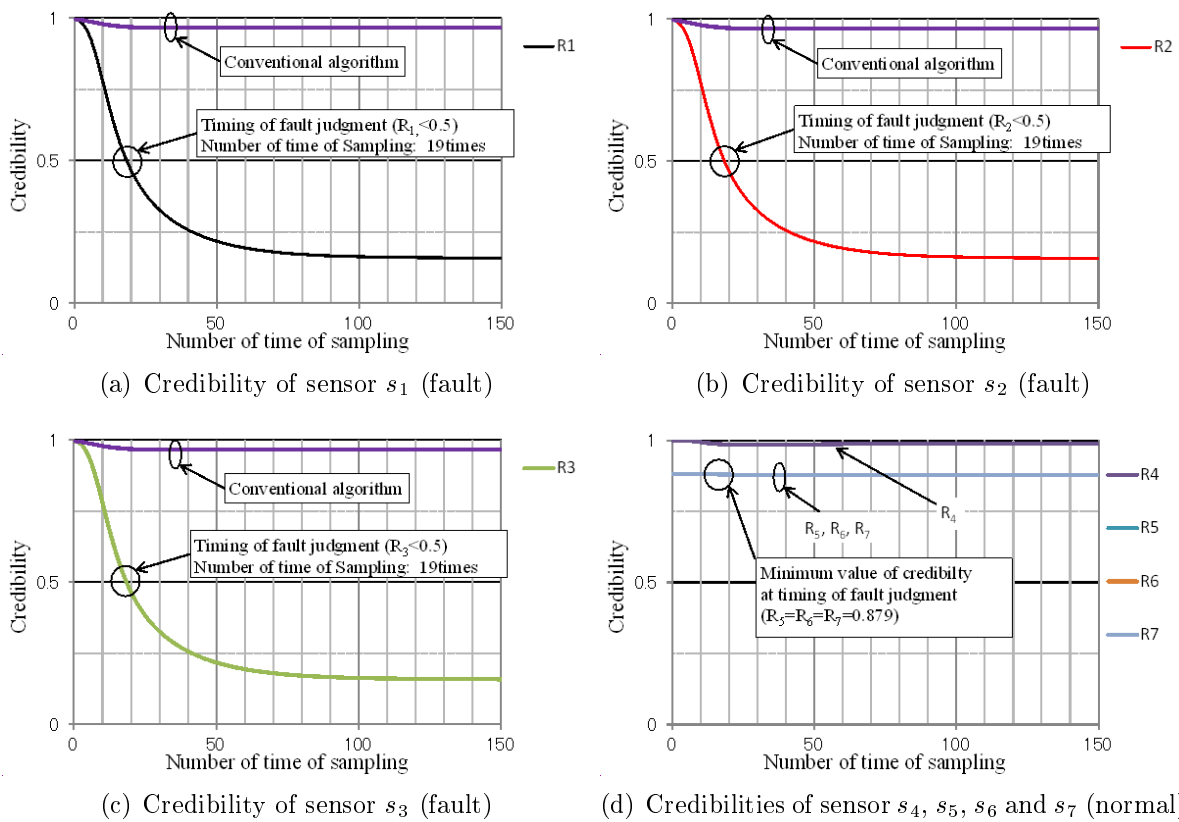 1
R1
Conventional algorithm
Timing of fault judgment (R1,<0.5)
Number of time of Sampling: 19times
0.5
Credibility
0
0 50 100 150
Number of time of sampling
(a) Credibility of sensor s1 (fault)
1
R2
Conventional algorithm
Timing of fault judgment (R2<0.5)
Number of time of Sampling: 19times
0.5
Credibility
0
0 50 100 150
Number of time of sampling
(b) Credibility of sensor s2 (fault)
1
R3
Conventional algorithm
Timing of fault judgment (R3<0.5)
Number of time of Sampling: 19times
0.5
Credibility
0
0 50 100 150
Number of time of sampling
(c) Credibility of sensor s3 (fault)
1
R4
R5, R6, R7
R4
R5
R6
R7
0.5
Minimum value of credibilty
at timing of fault judgment
(R5=R6=R7=0.879)
Credibility
0
0 50 100 150
Number of time of sampling
(d) Credibilities of sensor s4, s5, s6 and s7 (normal)